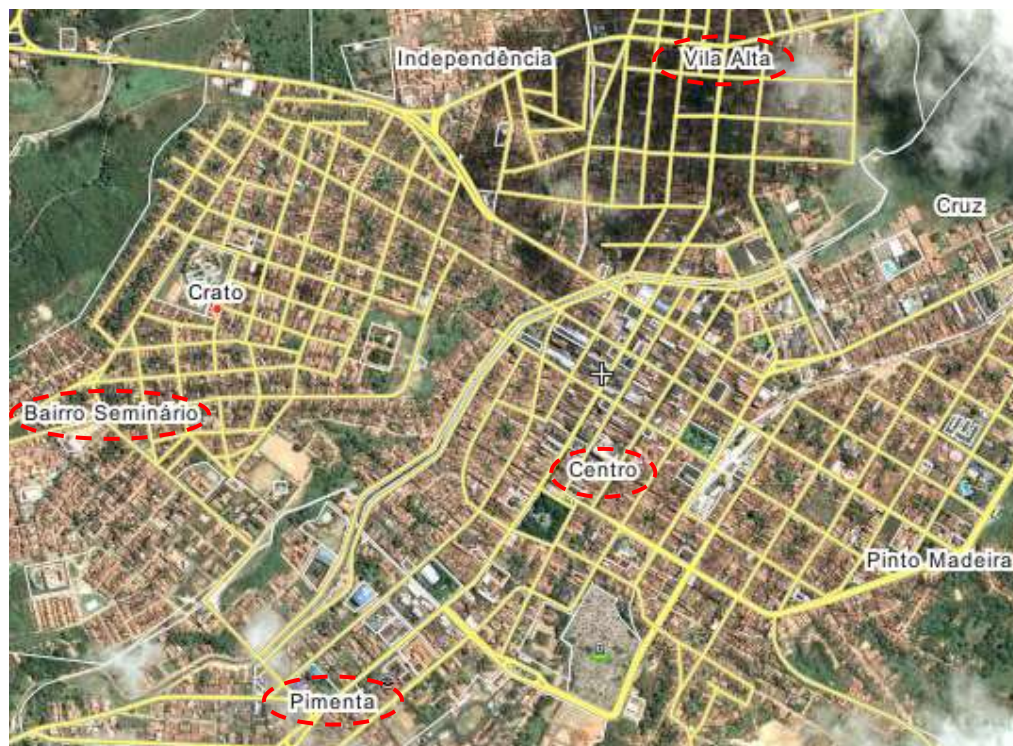 Independência
Vila Alta
Cruz
Crato
Bairro Seminário
Centro
Pinto Madeira
Pimenta